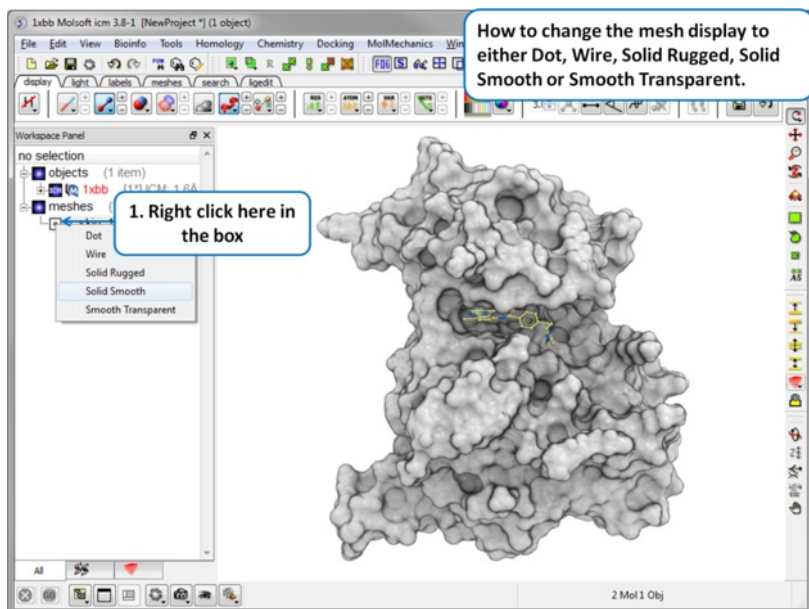 1xbb Molsoft icm 3.8-1 [NewProject *] (1 object)
File Edit View Bioinfo Tools Homology Chemistry Docking MolMechanics
How to change the mesh display to
either Dot, Wire, Solid Rugged, Solid
Smooth or Smooth Transparent.
display light labels meshes search ligedit
Workspace Panel
no selection
objects (1 item)
1xbb
meshes
1. Right click here in
the box
Dot
Wire
Solid Rugged
Solid Smooth
Smooth Transparent
All
2 Mol 1 Obj